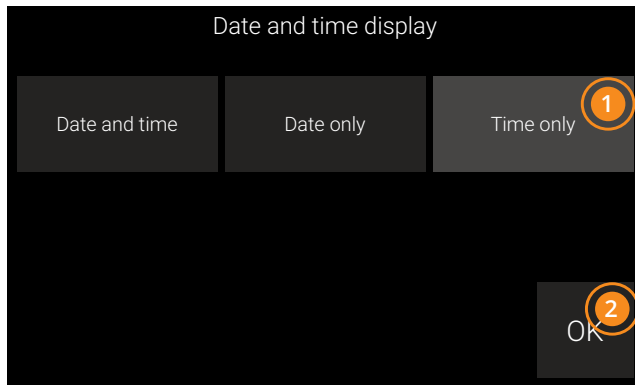 Date and time display
Date and time
Date only
Time only
1
OK
2